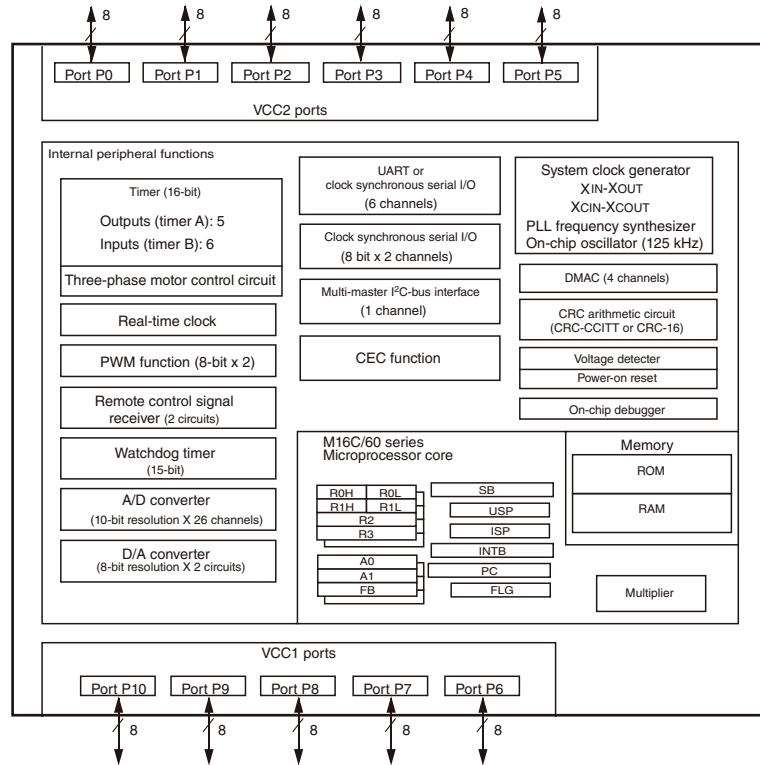 8 8 8 8 8 8
Port P0 Port P1 Port P2 Port P3 Port P4 Port P5
VCC2 ports
Internal peripheral functions
Timer (16-bit)
Outputs (timer A): 5
Inputs (timer B): 6
Three-phase motor control circuit
Real-time clock
PWM function (8-bit x 2)
Remote control signal
receiver (2 circuits)
Watchdog timer
(15-bit)
A/D converter
(10-bit resolution X 26 channels)
D/A converter
(8-bit resolution X 2 circuits)
UART or
clock synchronous serial I/O
(6 channels)
Clock synchronous serial I/O
(8 bit x 2 channels)
Multi-master I²C-bus interface
(1 channel)
CEC function
System clock generator
XIN-XOUT
XCIN-XCOUT
PLL frequency synthesizer
On-chip oscillator (125 kHz)
DMAC (4 channels)
CRC arithmetic circuit
(CRC-CCITT or CRC-16)
Voltage detecter
Power-on reset
On-chip debugger
M16C/60 series
Microprocessor core
R0H R0L
R1H R1L
R2
R3
A0
A1
FB
SB
USP
ISP
INTB
PC
FLG
Memory
ROM
RAM
Multiplier
VCC1 ports
Port P10 Port P9 Port P8 Port P7 Port P6
8 8 8 8 8